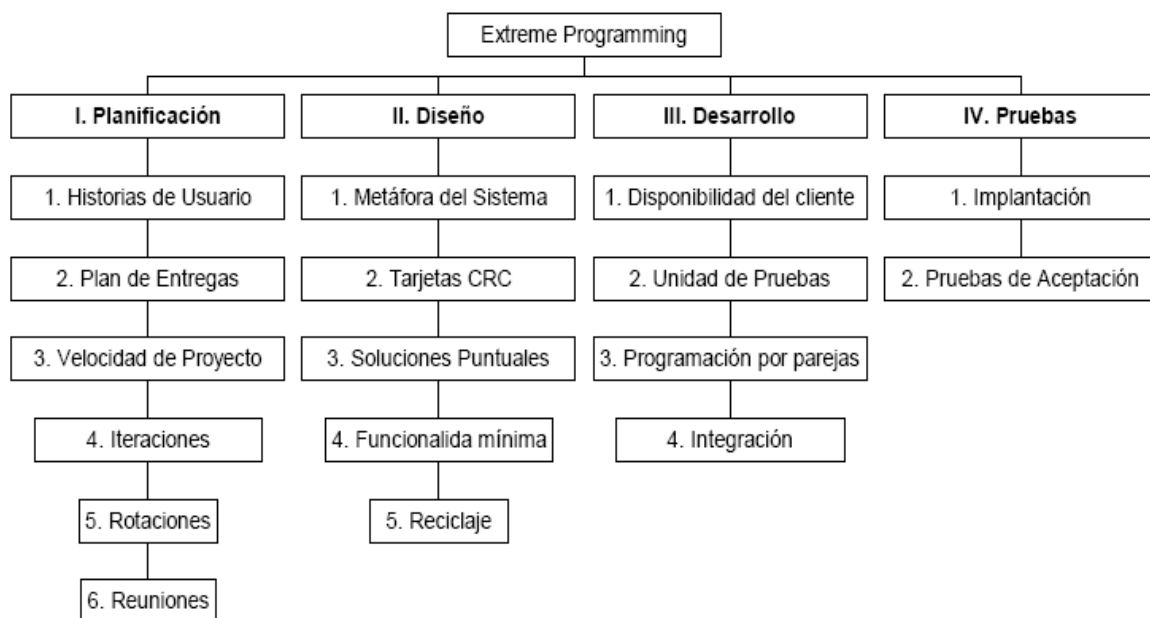 Extreme Programming
I. Planificación
II. Diseño
III. Desarrollo
IV. Pruebas
1. Historias de Usuario
1. Metáfora del Sistema
1. Disponibilidad del cliente
1. Implantación
2. Plan de Entregas
2. Tarjetas CRC
2. Unidad de Pruebas
2. Pruebas de Aceptación
3. Velocidad de Proyecto
3. Soluciones Puntuales
3. Programación por parejas
4. Iteraciones
4. Funcionalida mínima
4. Integración
5. Rotaciones
5. Reciclaje
6. Reuniones